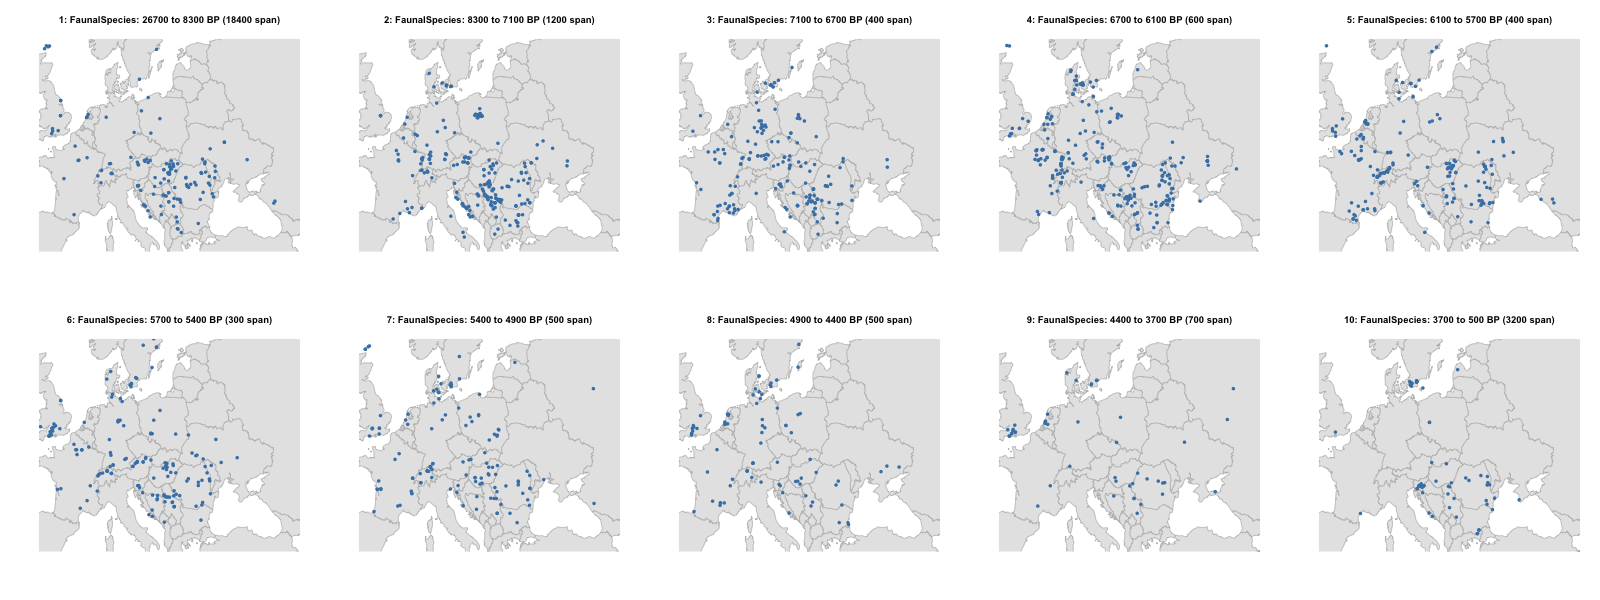 1: FaunalSpecies: 26700 to 8300 BP (18400 span)
2: FaunalSpecies: 8300 to 7100 BP (1200 span)
3: FaunalSpecies: 7100 to 6700 BP (400 span)
4: FaunalSpecies: 6700 to 6100 BP (600 span)
5: FaunalSpecies: 6100 to 5700 BP (400 span)
6: FaunalSpecies: 5700 to 5400 BP (300 span)
7: FaunalSpecies: 5400 to 4900 BP (500 span)
8: FaunalSpecies: 4900 to 4400 BP (500 span)
9: FaunalSpecies: 4400 to 3700 BP (700 span)
10: FaunalSpecies: 3700 to 500 BP (3200 span)